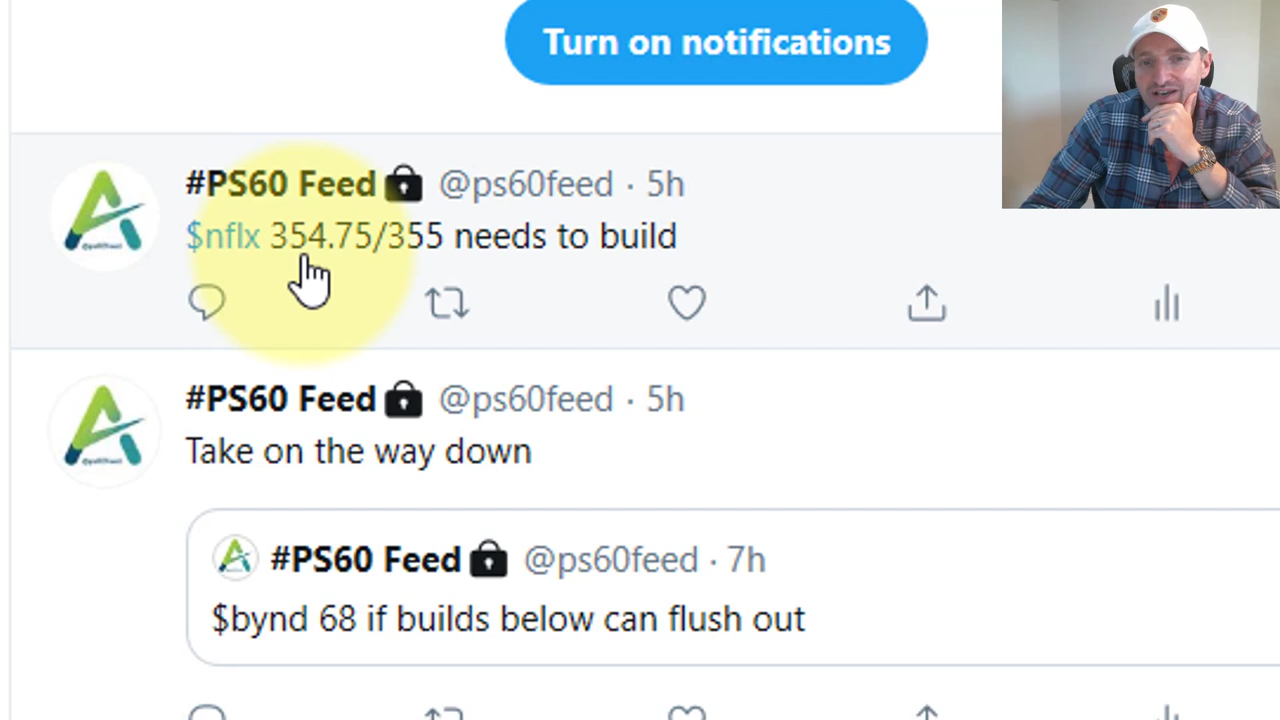 Turn on notifications
#PS60 Feed @ps60feed · 5h
$nflx 354.75/355 needs to build
#PS60 Feed @ps60feed · 5h
Take on the way down
#PS60 Feed @ps60feed · 7h
$bynd 68 if builds below can flush out